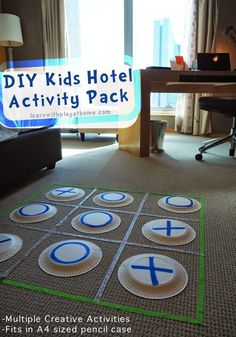 DIY Kids Hotel
Activity Pack
learnwithplayathome.com
-Multiple Creative Activities
-Fits in A4 sized pencil case